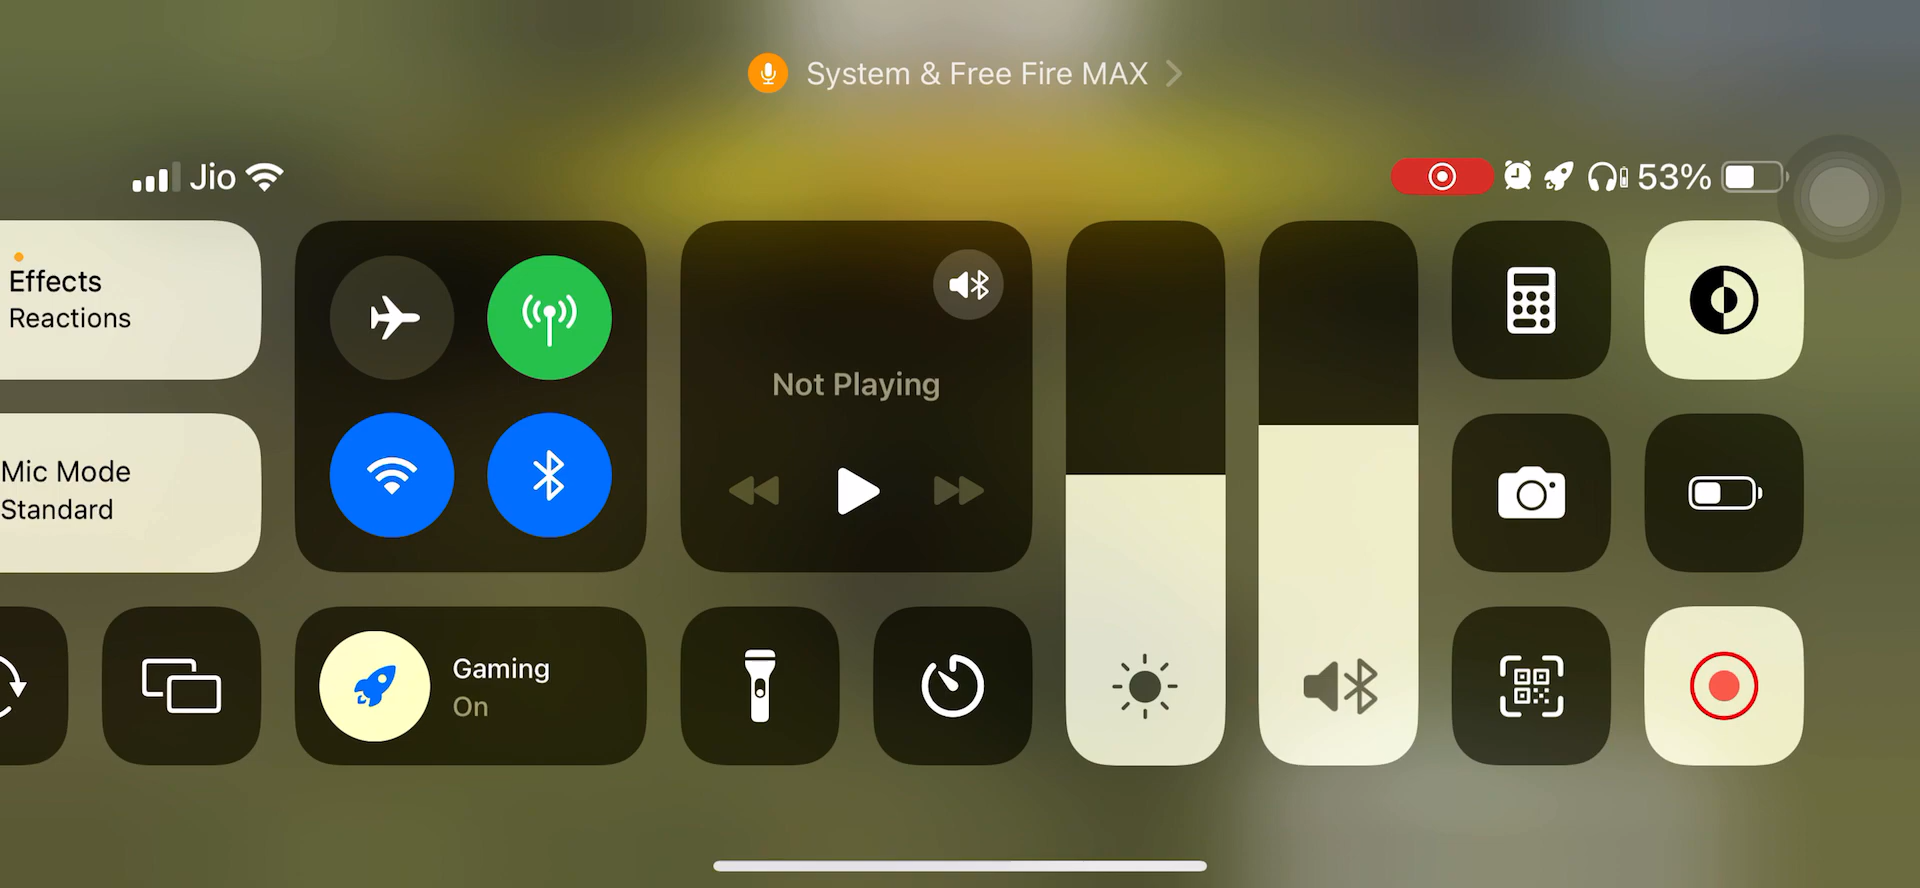 System & Free Fire MAX
Jio
53%
Effects
Reactions
Not Playing
Mic Mode
Standard
Gaming
On